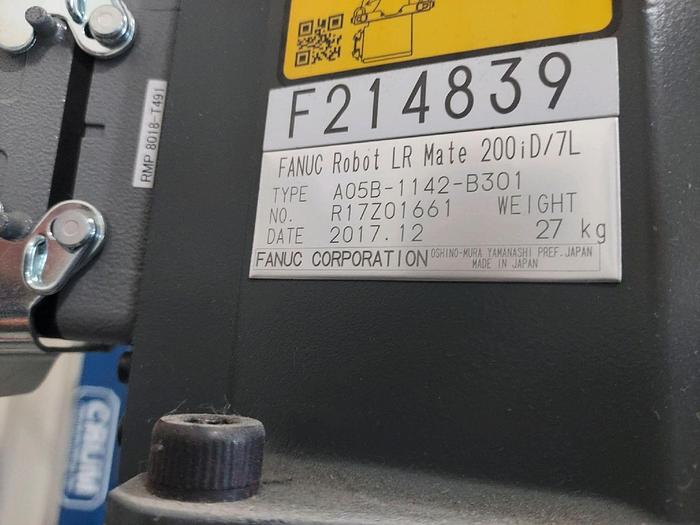 F214839
FANUC Robot LR Mate 200iD/7L
TYPE A05B-1142-B301
NO. R17Z01661 WEIGHT
DATE 2017.12 27 kg
FANUC CORPORATION OSHINO-MURA YAMANASHI PREF. JAPAN
MADE IN JAPAN
RMP 8018-T491